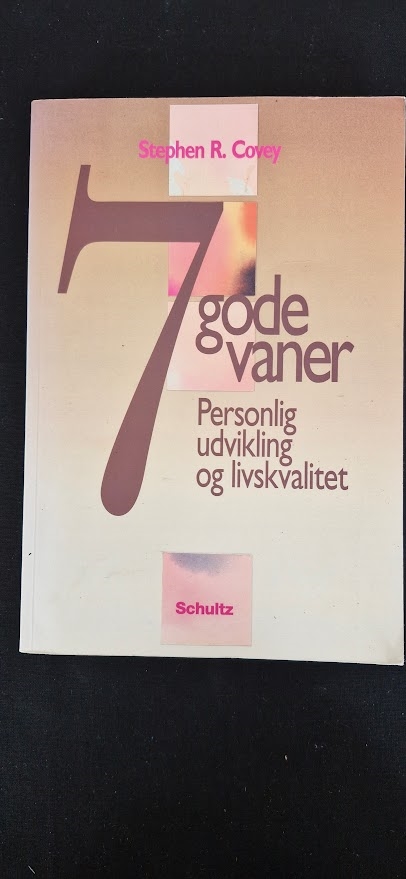 Stephen R. Covey
7 gode
vaner
Personlig
udvikling
og livskvalitet
Schultz